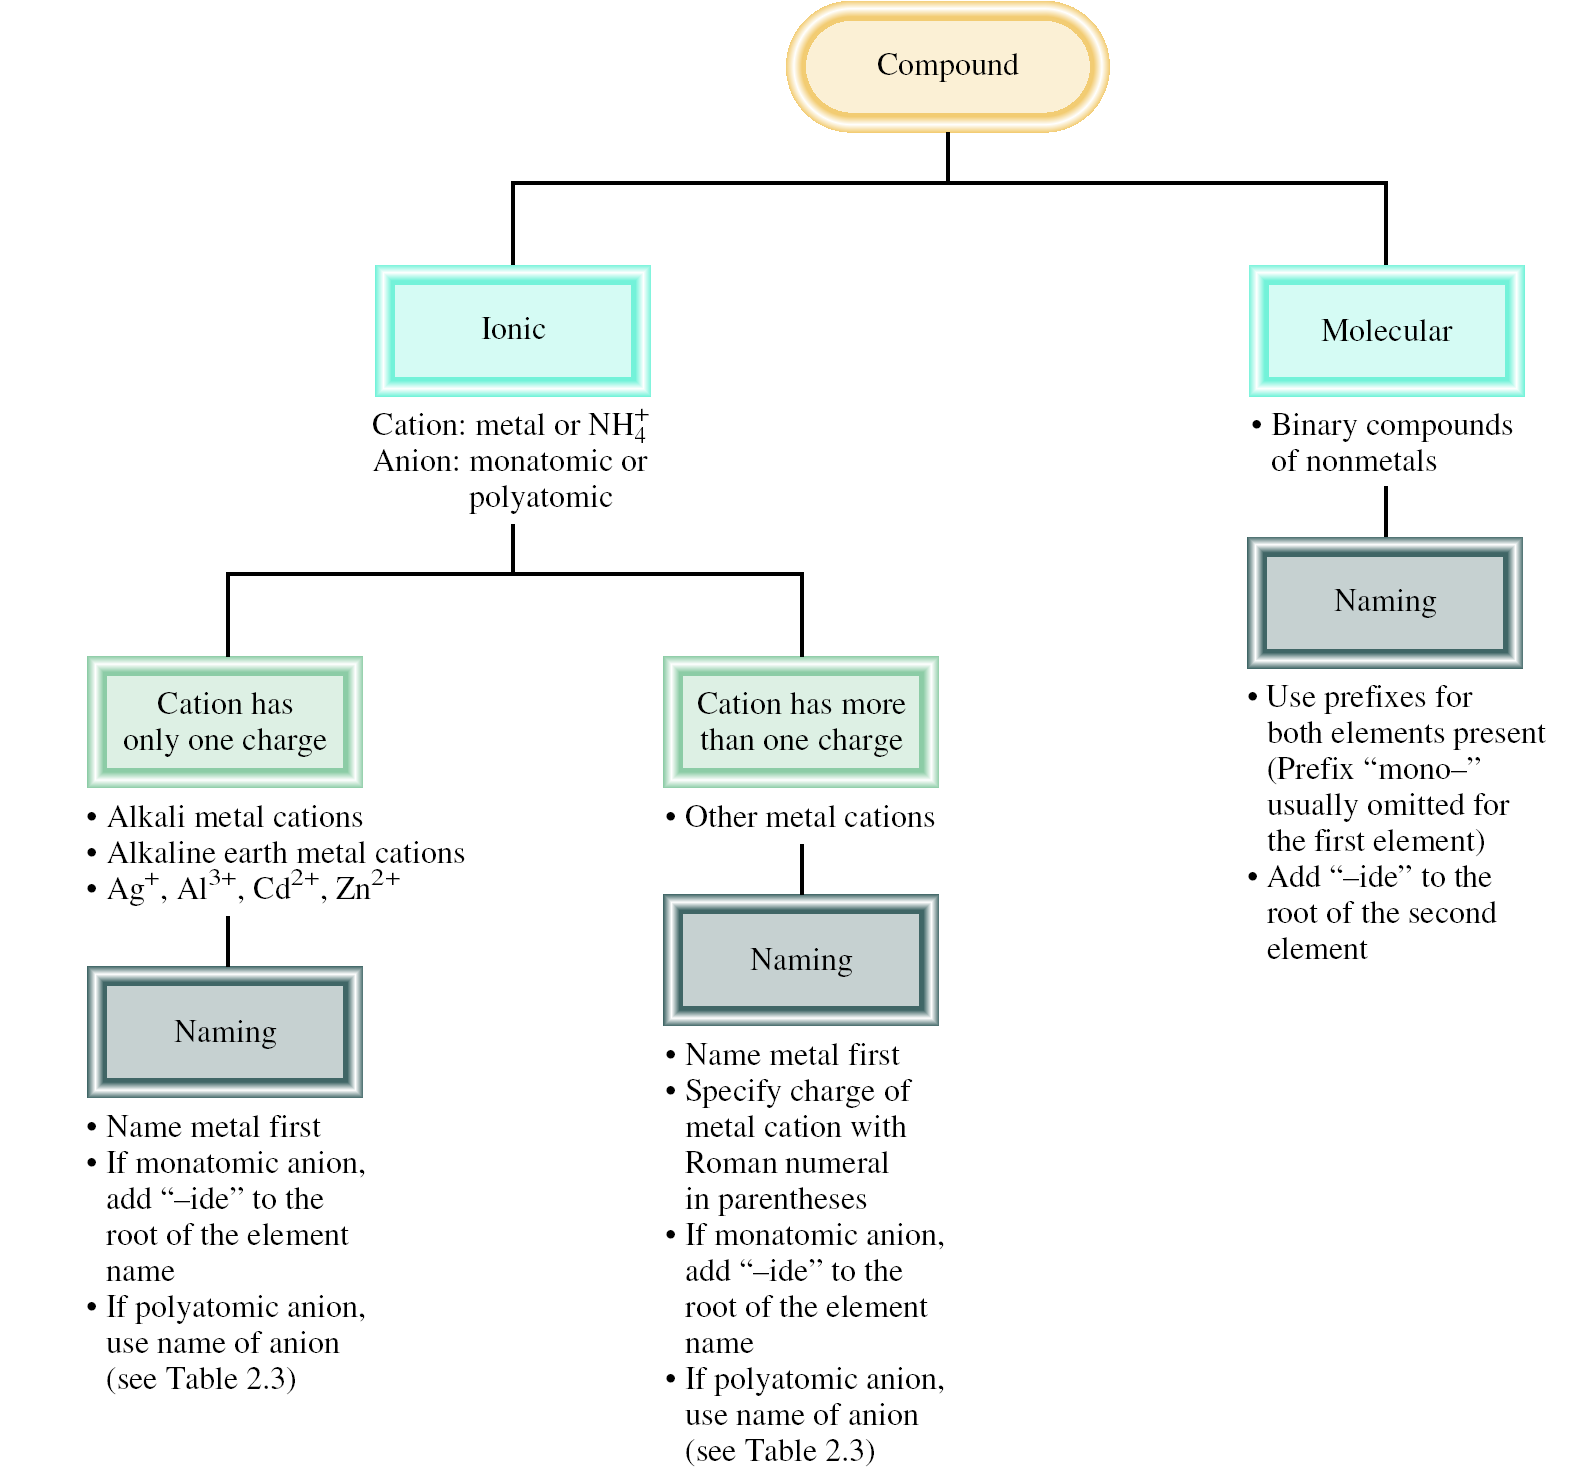 Compound
Ionic
Cation: metal or NH₄⁺
Anion: monatomic or
polyatomic
Molecular
• Binary compounds
of nonmetals
Naming
• Use prefixes for
both elements present
(Prefix “mono–”
usually omitted for
the first element)
• Add “–ide” to the
root of the second
element
Cation has
only one charge
• Alkali metal cations
• Alkaline earth metal cations
• Ag⁺, Al³⁺, Cd²⁺, Zn²⁺
Naming
• Name metal first
• If monatomic anion,
add “–ide” to the
root of the element
name
• If polyatomic anion,
use name of anion
(see Table 2.3)
Cation has more
than one charge
• Other metal cations
Naming
• Name metal first
• Specify charge of
metal cation with
Roman numeral
in parentheses
• If monatomic anion,
add “–ide” to the
root of the element
name
• If polyatomic anion,
use name of anion
(see Table 2.3)